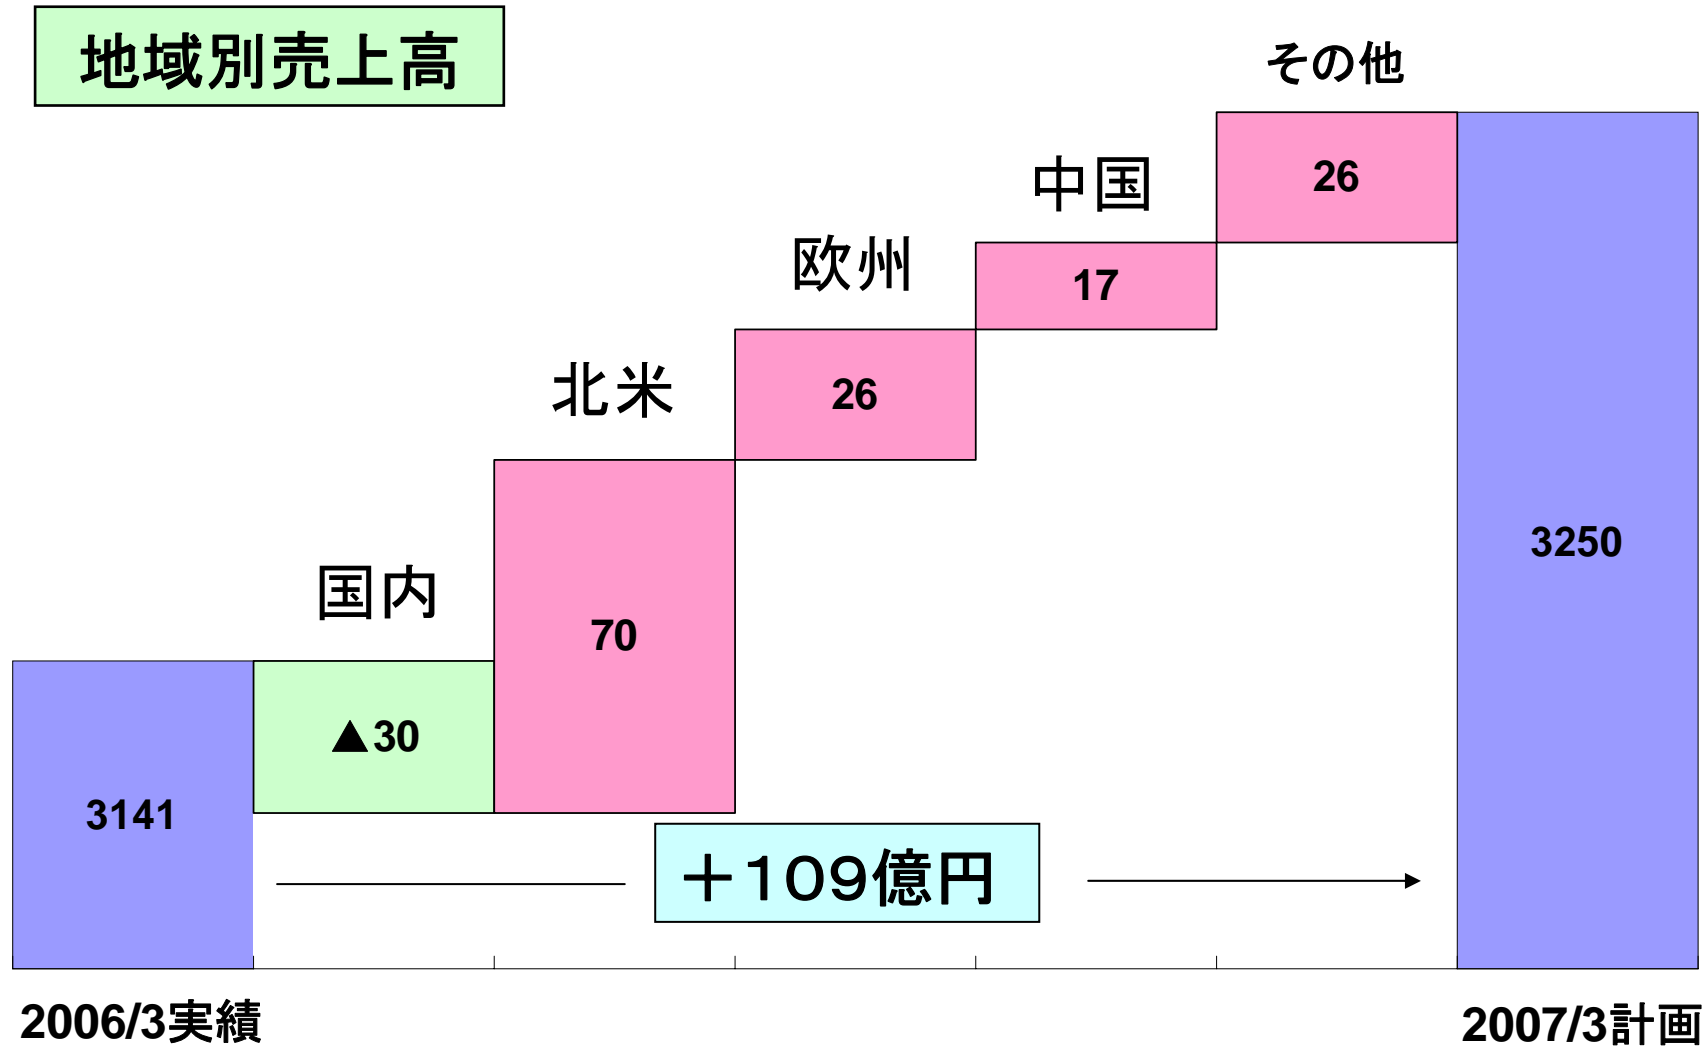 地域別売上高
その他
26
中国
17
欧州
26
北米
70
国内
▲30
3141
3250
＋１０９億円
2006/3実績
2007/3計画